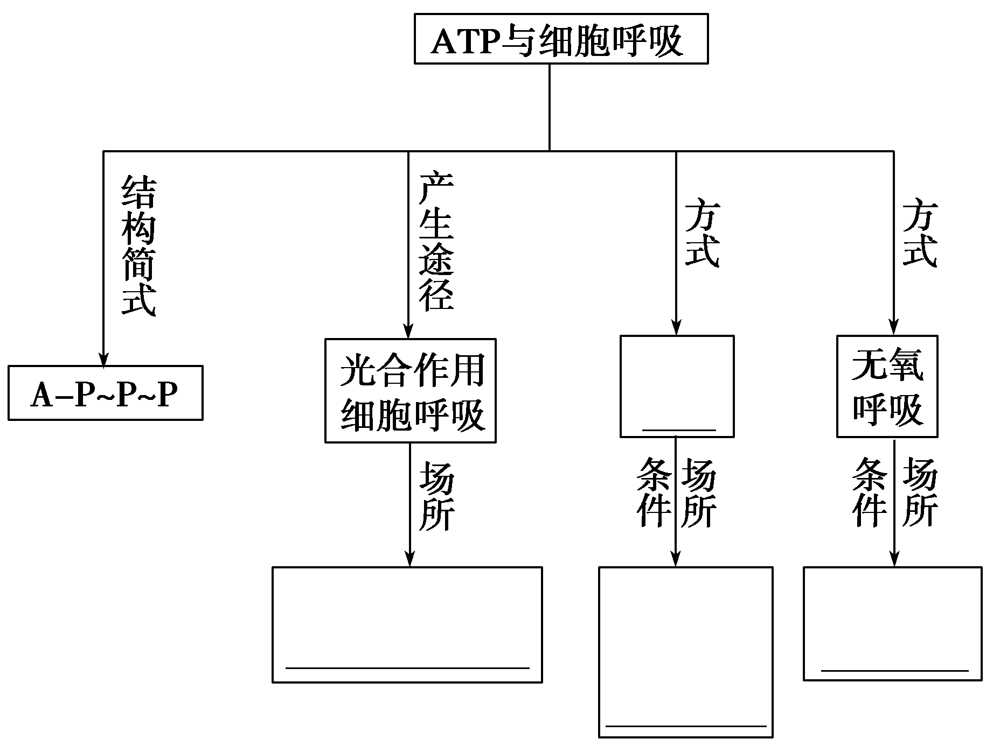 ATP与细胞呼吸
结构简式
产生途径
方式
方式
A-P~P~P
光合作用
细胞呼吸
无氧
呼吸
场所
条件
场所
条件
场所